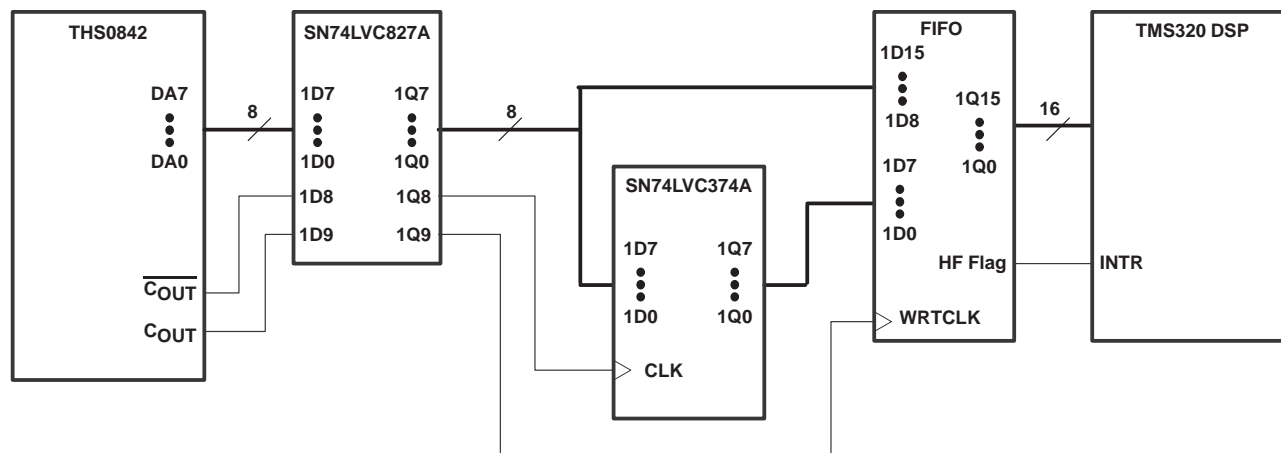 THS0842
DA7
DA0
C̅O̅U̅T̅
COUT
8
SN74LVC827A
1D7
1D0
1D8
1D9
1Q7
1Q0
1Q8
1Q9
8
SN74LVC374A
1D7
1D0
1Q7
1Q0
CLK
FIFO
1D15
1D8
1D7
1D0
1Q15
1Q0
HF Flag
WRTCLK
16
TMS320 DSP
INTR